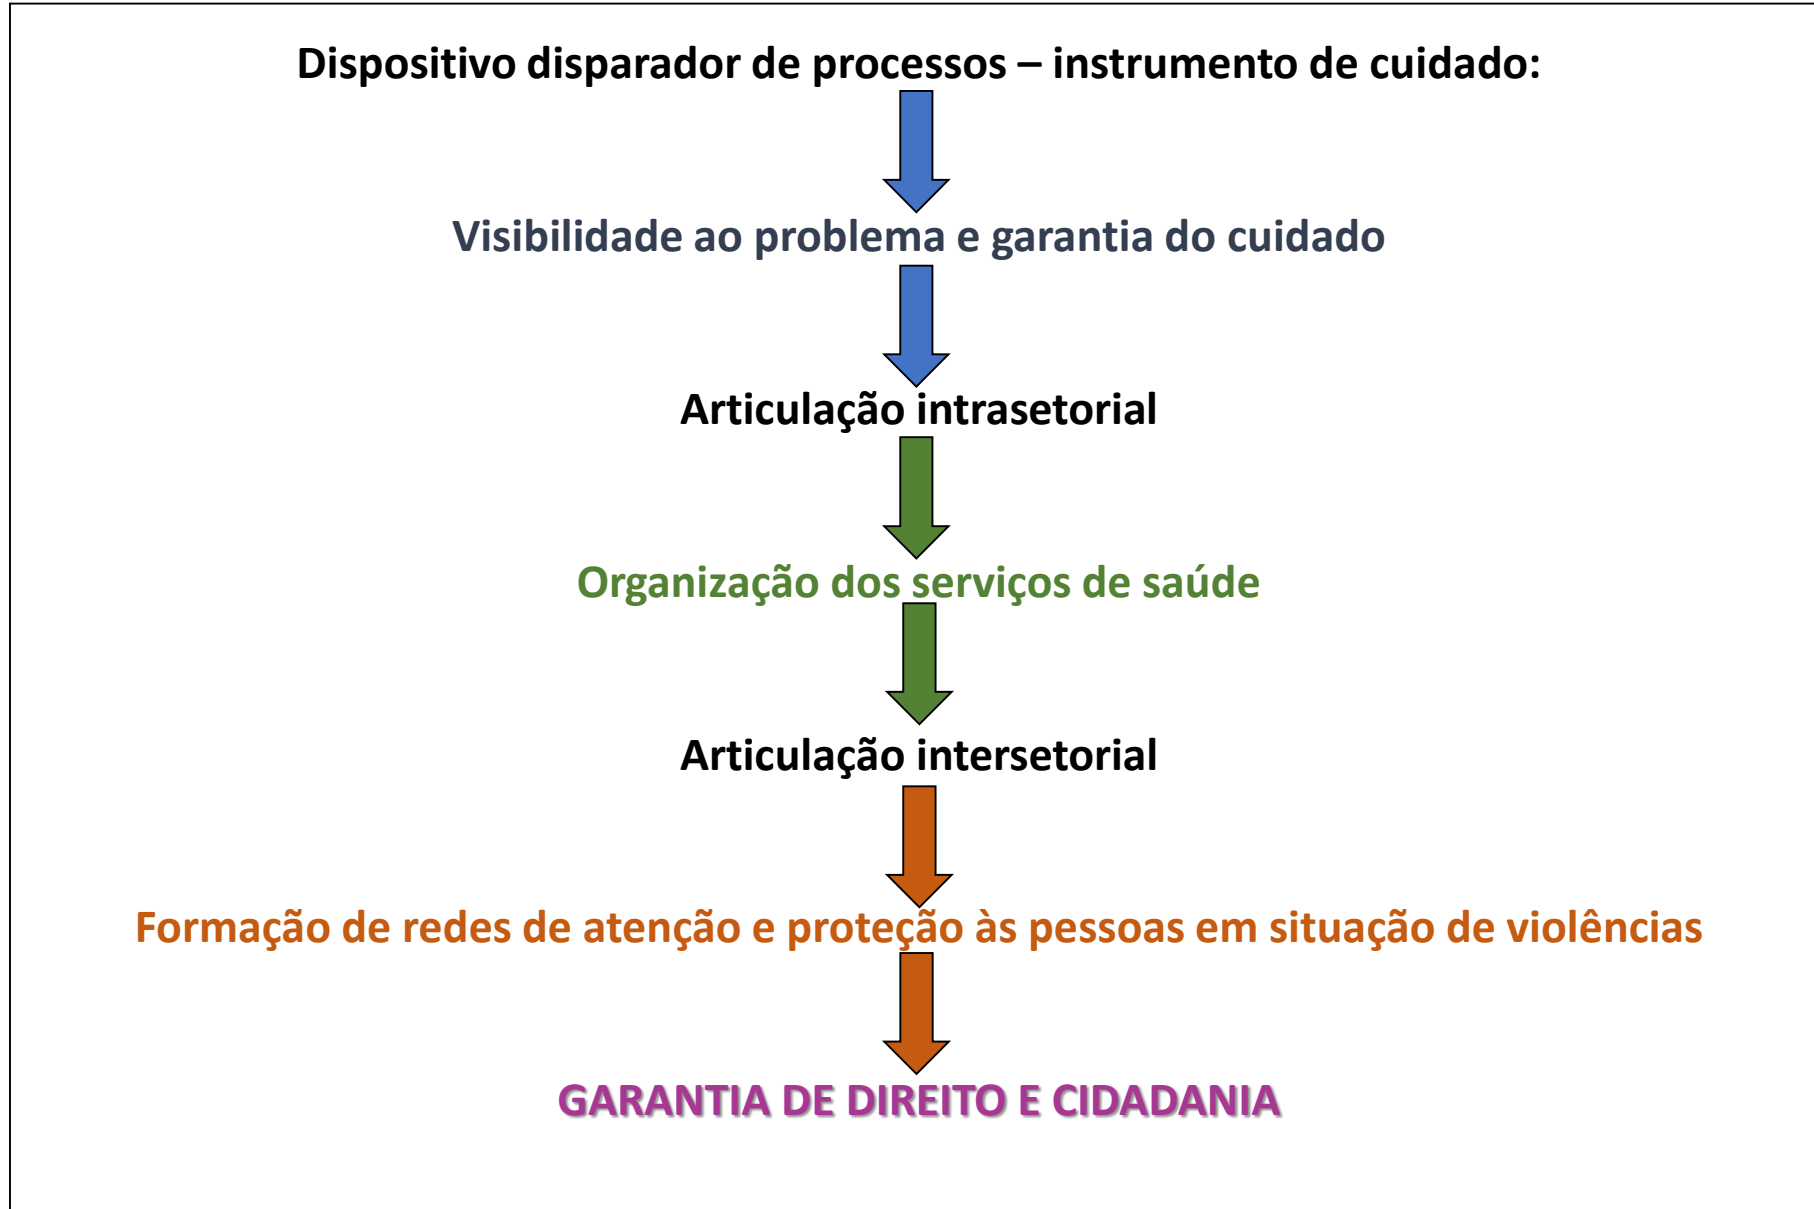 Dispositivo disparador de processos – instrumento de cuidado:
Visibilidade ao problema e garantia do cuidado
Articulação intrasetorial
Organização dos serviços de saúde
Articulação intersetorial
Formação de redes de atenção e proteção às pessoas em situação de violências
GARANTIA DE DIREITO E CIDADANIA